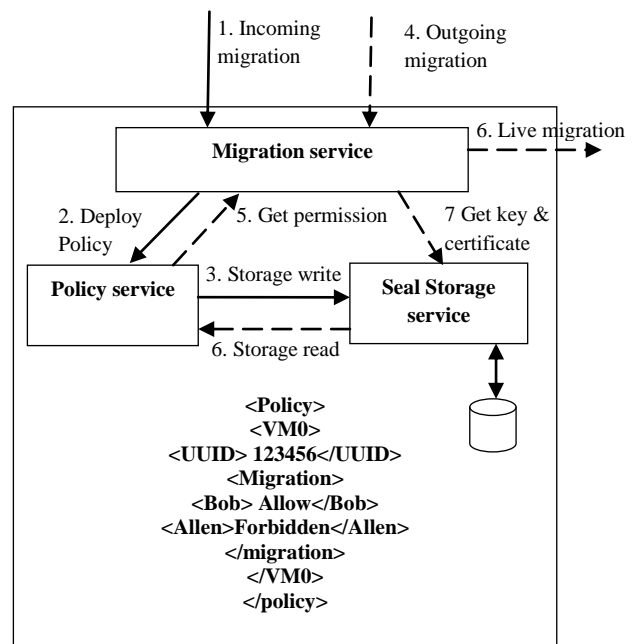 1. Incoming
migration
4. Outgoing
migration
6. Live migration
Migration service
2. Deploy
Policy
5. Get permission
7 Get key &
certificate
Policy service
3. Storage write
Seal Storage
service
6. Storage read
<Policy>
<VM0>
<UUID> 123456</UUID>
<Migration>
<Bob> Allow</Bob>
<Allen>Forbidden</Allen>
</migration>
</VM0>
</policy>